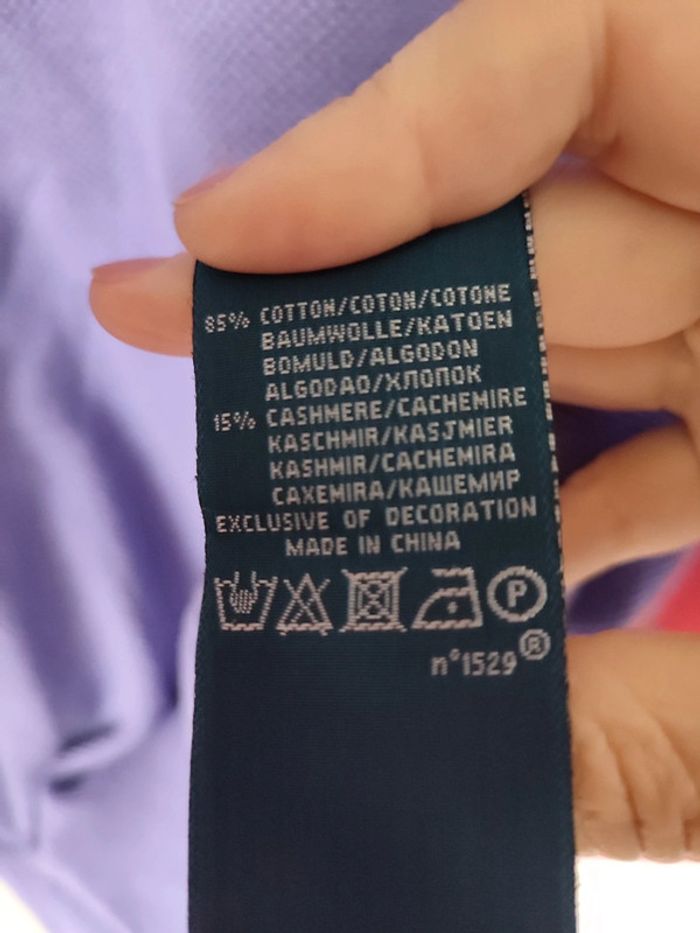 85% COTTON/COTON/COTONE
BAUMWOLLE/KATOEN
BOMULD/ALGODON
ALGODAO/ХЛОПОК
15% CASHMERE/CACHEMIRE
KASCHMIR/KASJMIER
KASHMIR/CACHEMIRA
CAXEMIRA/КАШЕМИР
EXCLUSIVE OF DECORATION
MADE IN CHINA
P
n°1529®